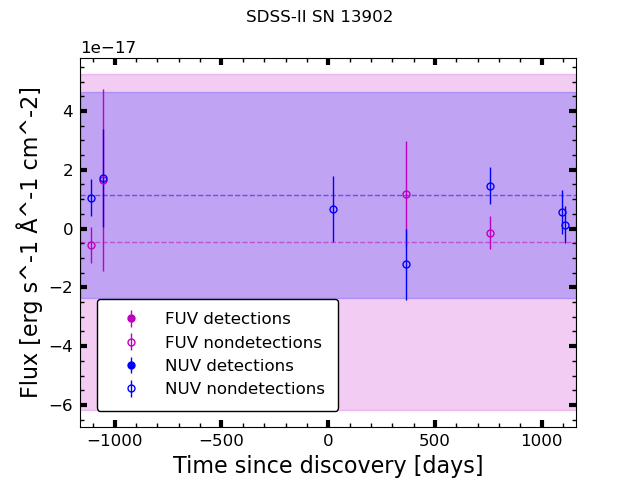 SDSS-II SN 13902
1e−17
Flux [erg s^-1 Å^-1 cm^-2]
4
2
0
−2
−4
−6
FUV detections
FUV nondetections
NUV detections
NUV nondetections
−1000 −500 0 500 1000
Time since discovery [days]